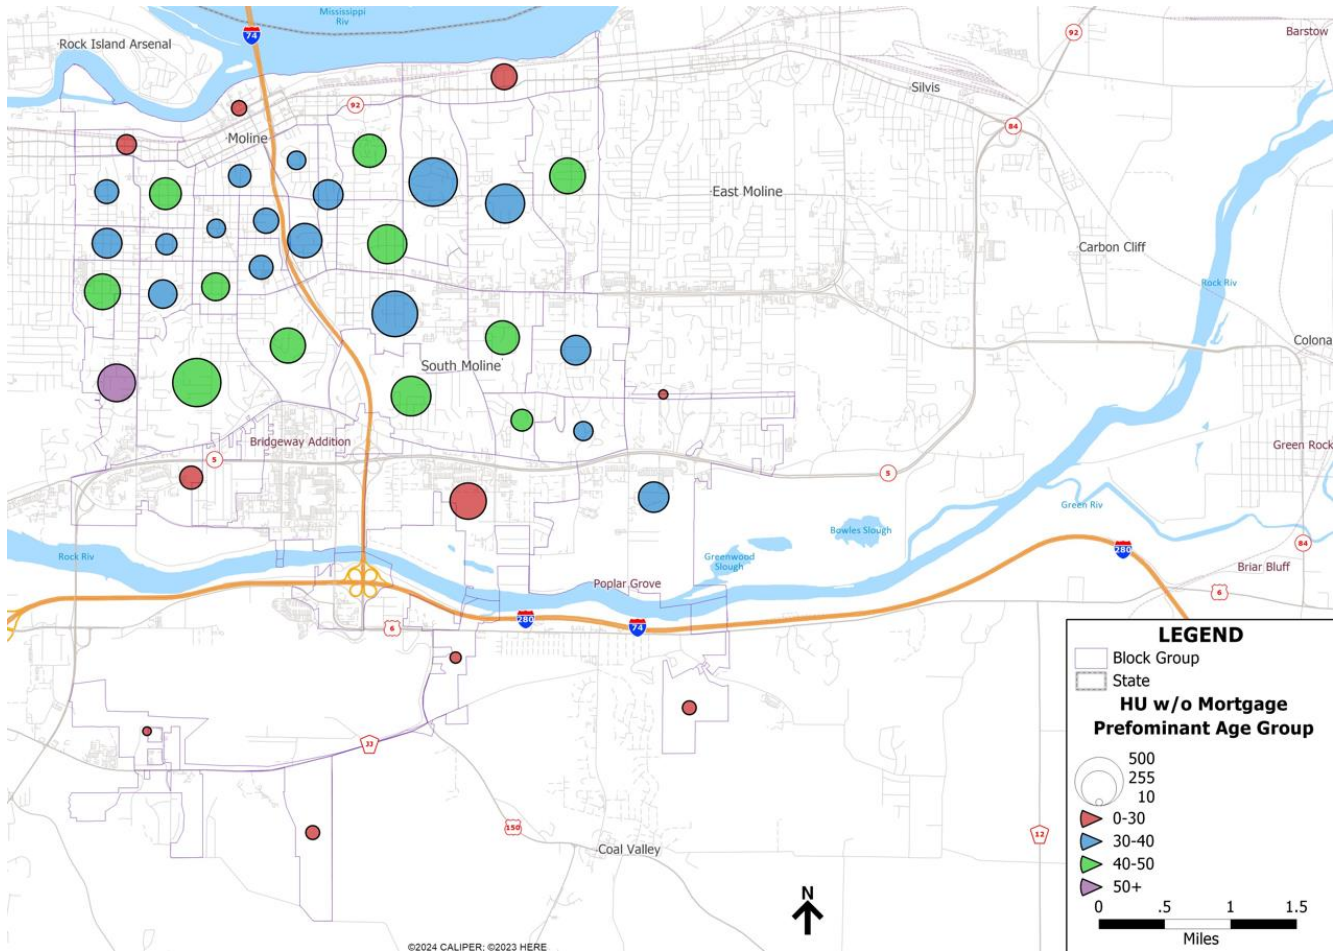 Mississippi
Riv
74
Rock Island Arsenal
92
Barstow
Silvis
92
84
Moline
East Moline
Carbon Cliff
Rock Riv
Colona
South Moline
Bridgeway Addition
5
5
Green Rock
Green Riv
Bowles Slough
Rock Riv
Greenwood
Slough
280
84
Poplar Grove
Briar Bluff
6
280
74
6
33
150
12
Coal Valley
LEGEND
Block Group
State
HU w/o Mortgage
Prefominant Age Group
500
255
10
0-30
30-40
40-50
50+
0 .5 1 1.5
Miles
N
©2024 CALIPER; ©2023 HERE